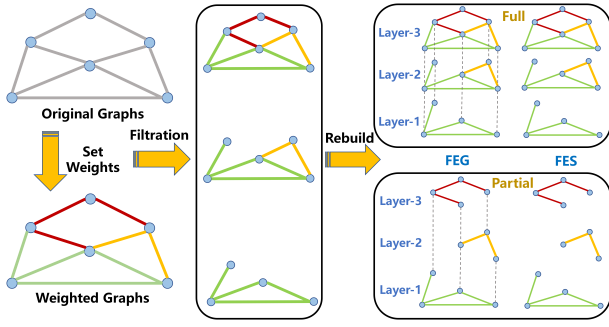 Original Graphs
Set
Weights
Weighted Graphs
Filtration
Rebuild
Full
Layer-3
Layer-2
Layer-1
FEG
FES
Partial
Layer-3
Layer-2
Layer-1